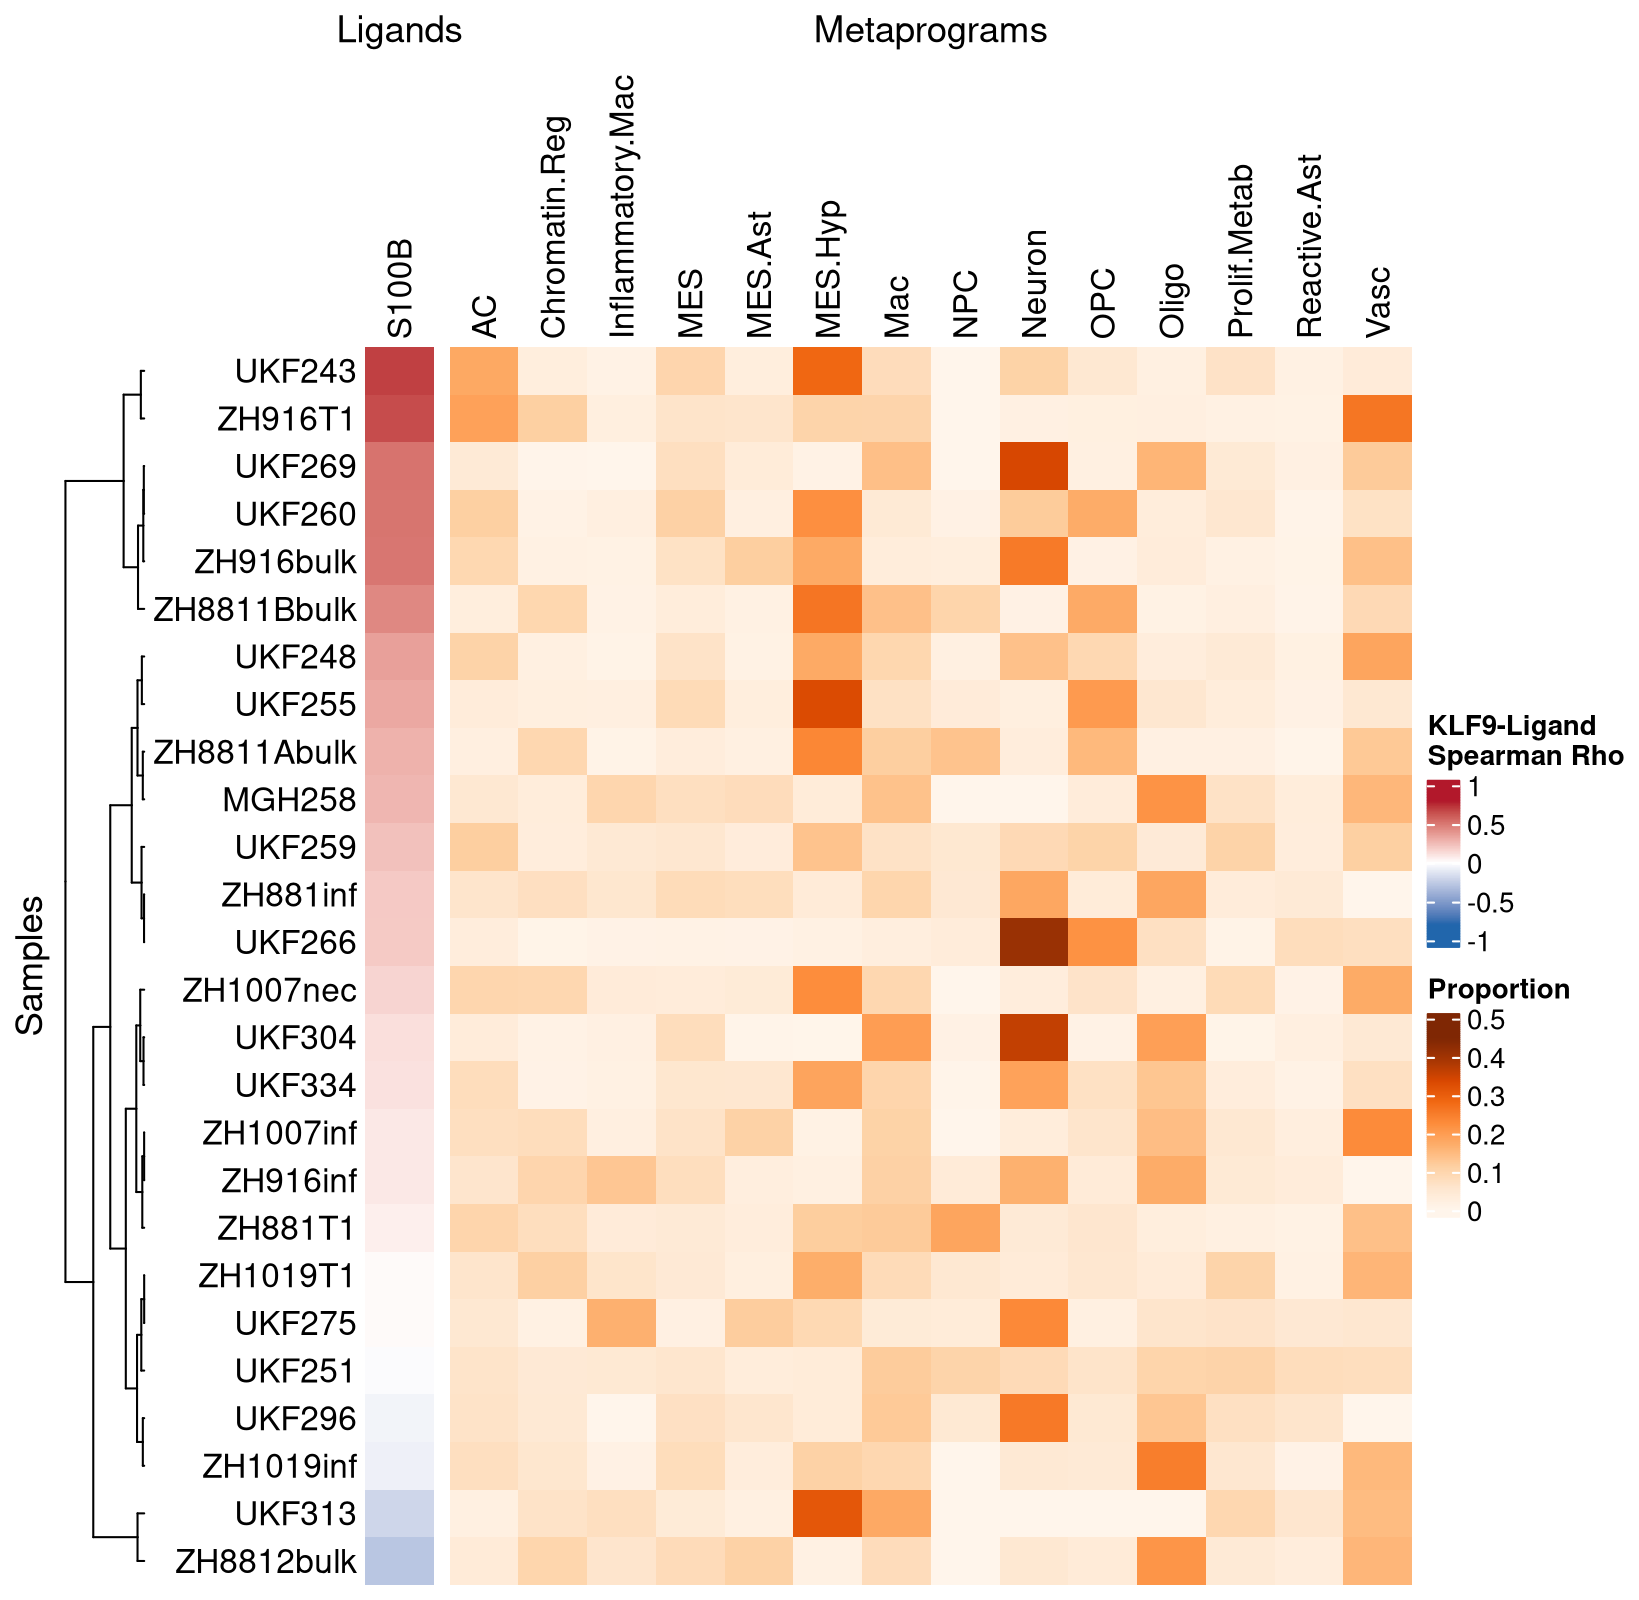 Ligands
Metaprograms
S100B
AC
Chromatin.Reg
Inflammatory.Mac
MES
MES.Ast
MES.Hyp
Mac
NPC
Neuron
OPC
Oligo
Prolif.Metab
Reactive.Ast
Vasc
Samples
UKF243
ZH916T1
UKF269
UKF260
ZH916bulk
ZH8811Bbulk
UKF248
UKF255
ZH8811Abulk
MGH258
UKF259
ZH881inf
UKF266
ZH1007nec
UKF304
UKF334
ZH1007inf
ZH916inf
ZH881T1
ZH1019T1
UKF275
UKF251
UKF296
ZH1019inf
UKF313
ZH8812bulk
KLF9-Ligand
Spearman Rho
1
0.5
0
-0.5
-1
Proportion
0.5
0.4
0.3
0.2
0.1
0